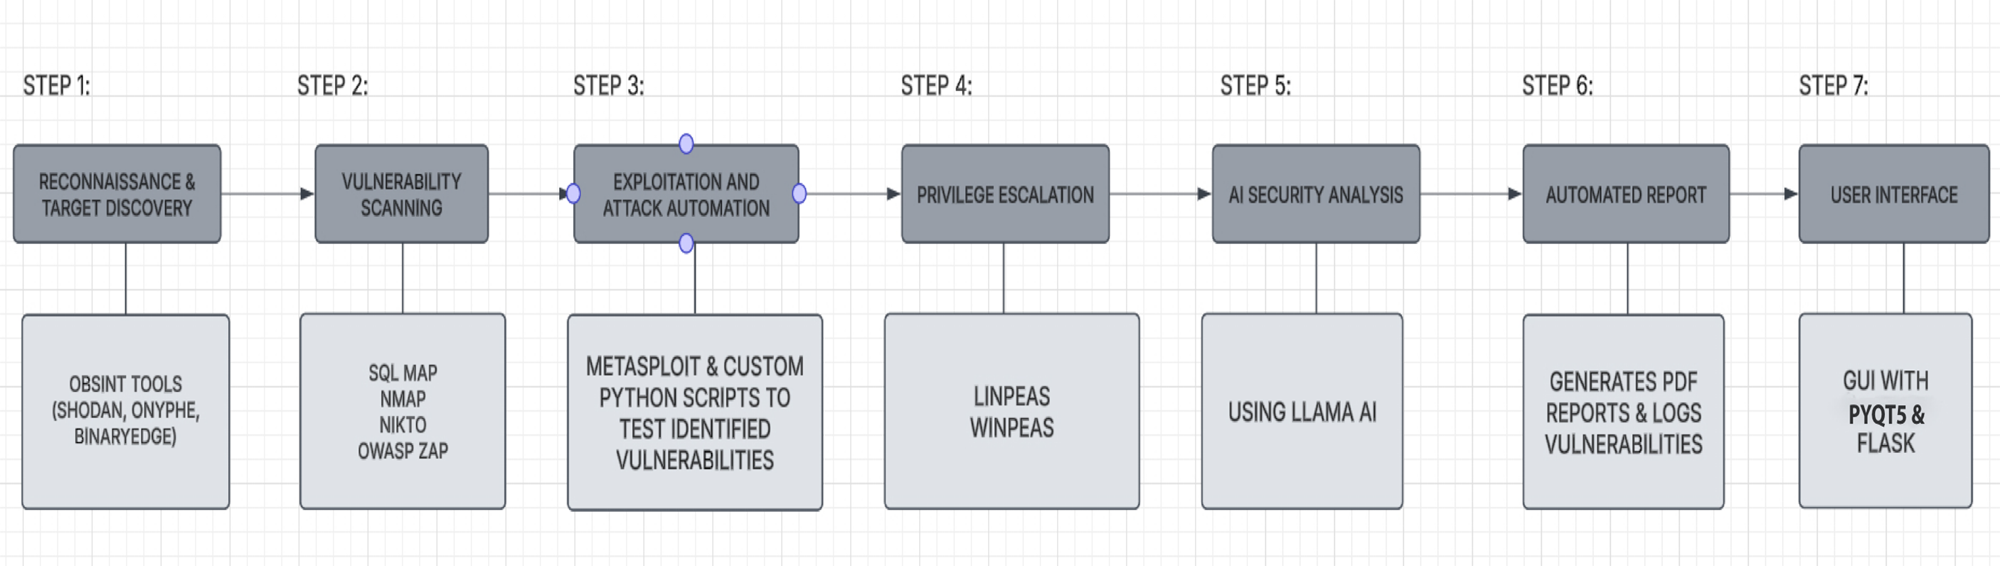 STEP 1:
STEP 2:
STEP 3:
STEP 4:
STEP 5:
STEP 6:
STEP 7:
RECONNAISSANCE &
TARGET DISCOVERY
VULNERABILITY
SCANNING
EXPLOITATION AND
ATTACK AUTOMATION
PRIVILEGE ESCALATION
AI SECURITY ANALYSIS
AUTOMATED REPORT
USER INTERFACE
OBSINT TOOLS
(SHODAN, ONYPHE,
BINARYEDGE)
SQL MAP
NMAP
NIKTO
OWASP ZAP
METASPLOIT & CUSTOM
PYTHON SCRIPTS TO
TEST IDENTIFIED
VULNERABILITIES
LINPEAS
WINPEAS
USING LLAMA AI
GENERATES PDF
REPORTS & LOGS
VULNERABILITIES
GUI WITH
PYQT5 &
FLASK